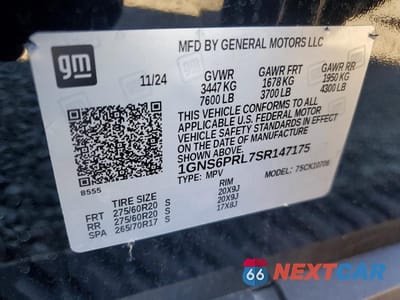 gm
MFD BY GENERAL MOTORS LLC
11/24 GVWR GAWR FRT GAWR RR
3447 KG 1678 KG 1950 KG
7600 LB 3700 LB 4300 LB
THIS VEHICLE CONFORMS TO ALL
APPLICABLE U.S. FEDERAL MOTOR
VEHICLE SAFETY STANDARDS IN EFFECT
ON THE DATE OF MANUFACTURE
1GNS6PRL7SR147175
8555 TYPE: MPV MODEL: 7SCK10706
TIRE SIZE RIM
FRT 275/60R20 S 20X9J
RR 275/60R20 S 20X9J
SPA 265/70R17 S 17X8J
66 NEXTCAR